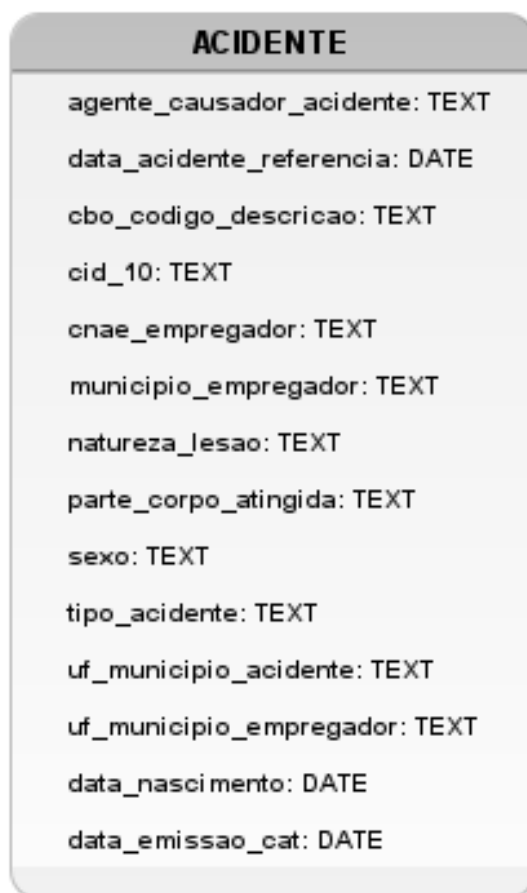 ACIDENTE
agente_causador_acidente: TEXT
data_acidente_referencia: DATE
cbo_codigo_descricao: TEXT
cid_10: TEXT
cnae_empregador: TEXT
municipio_empregador: TEXT
natureza_lesao: TEXT
parte_corpo_atingida: TEXT
sexo: TEXT
tipo_acidente: TEXT
uf_municipio_acidente: TEXT
uf_municipio_empregador: TEXT
data_nascimento: DATE
data_emissao_cat: DATE